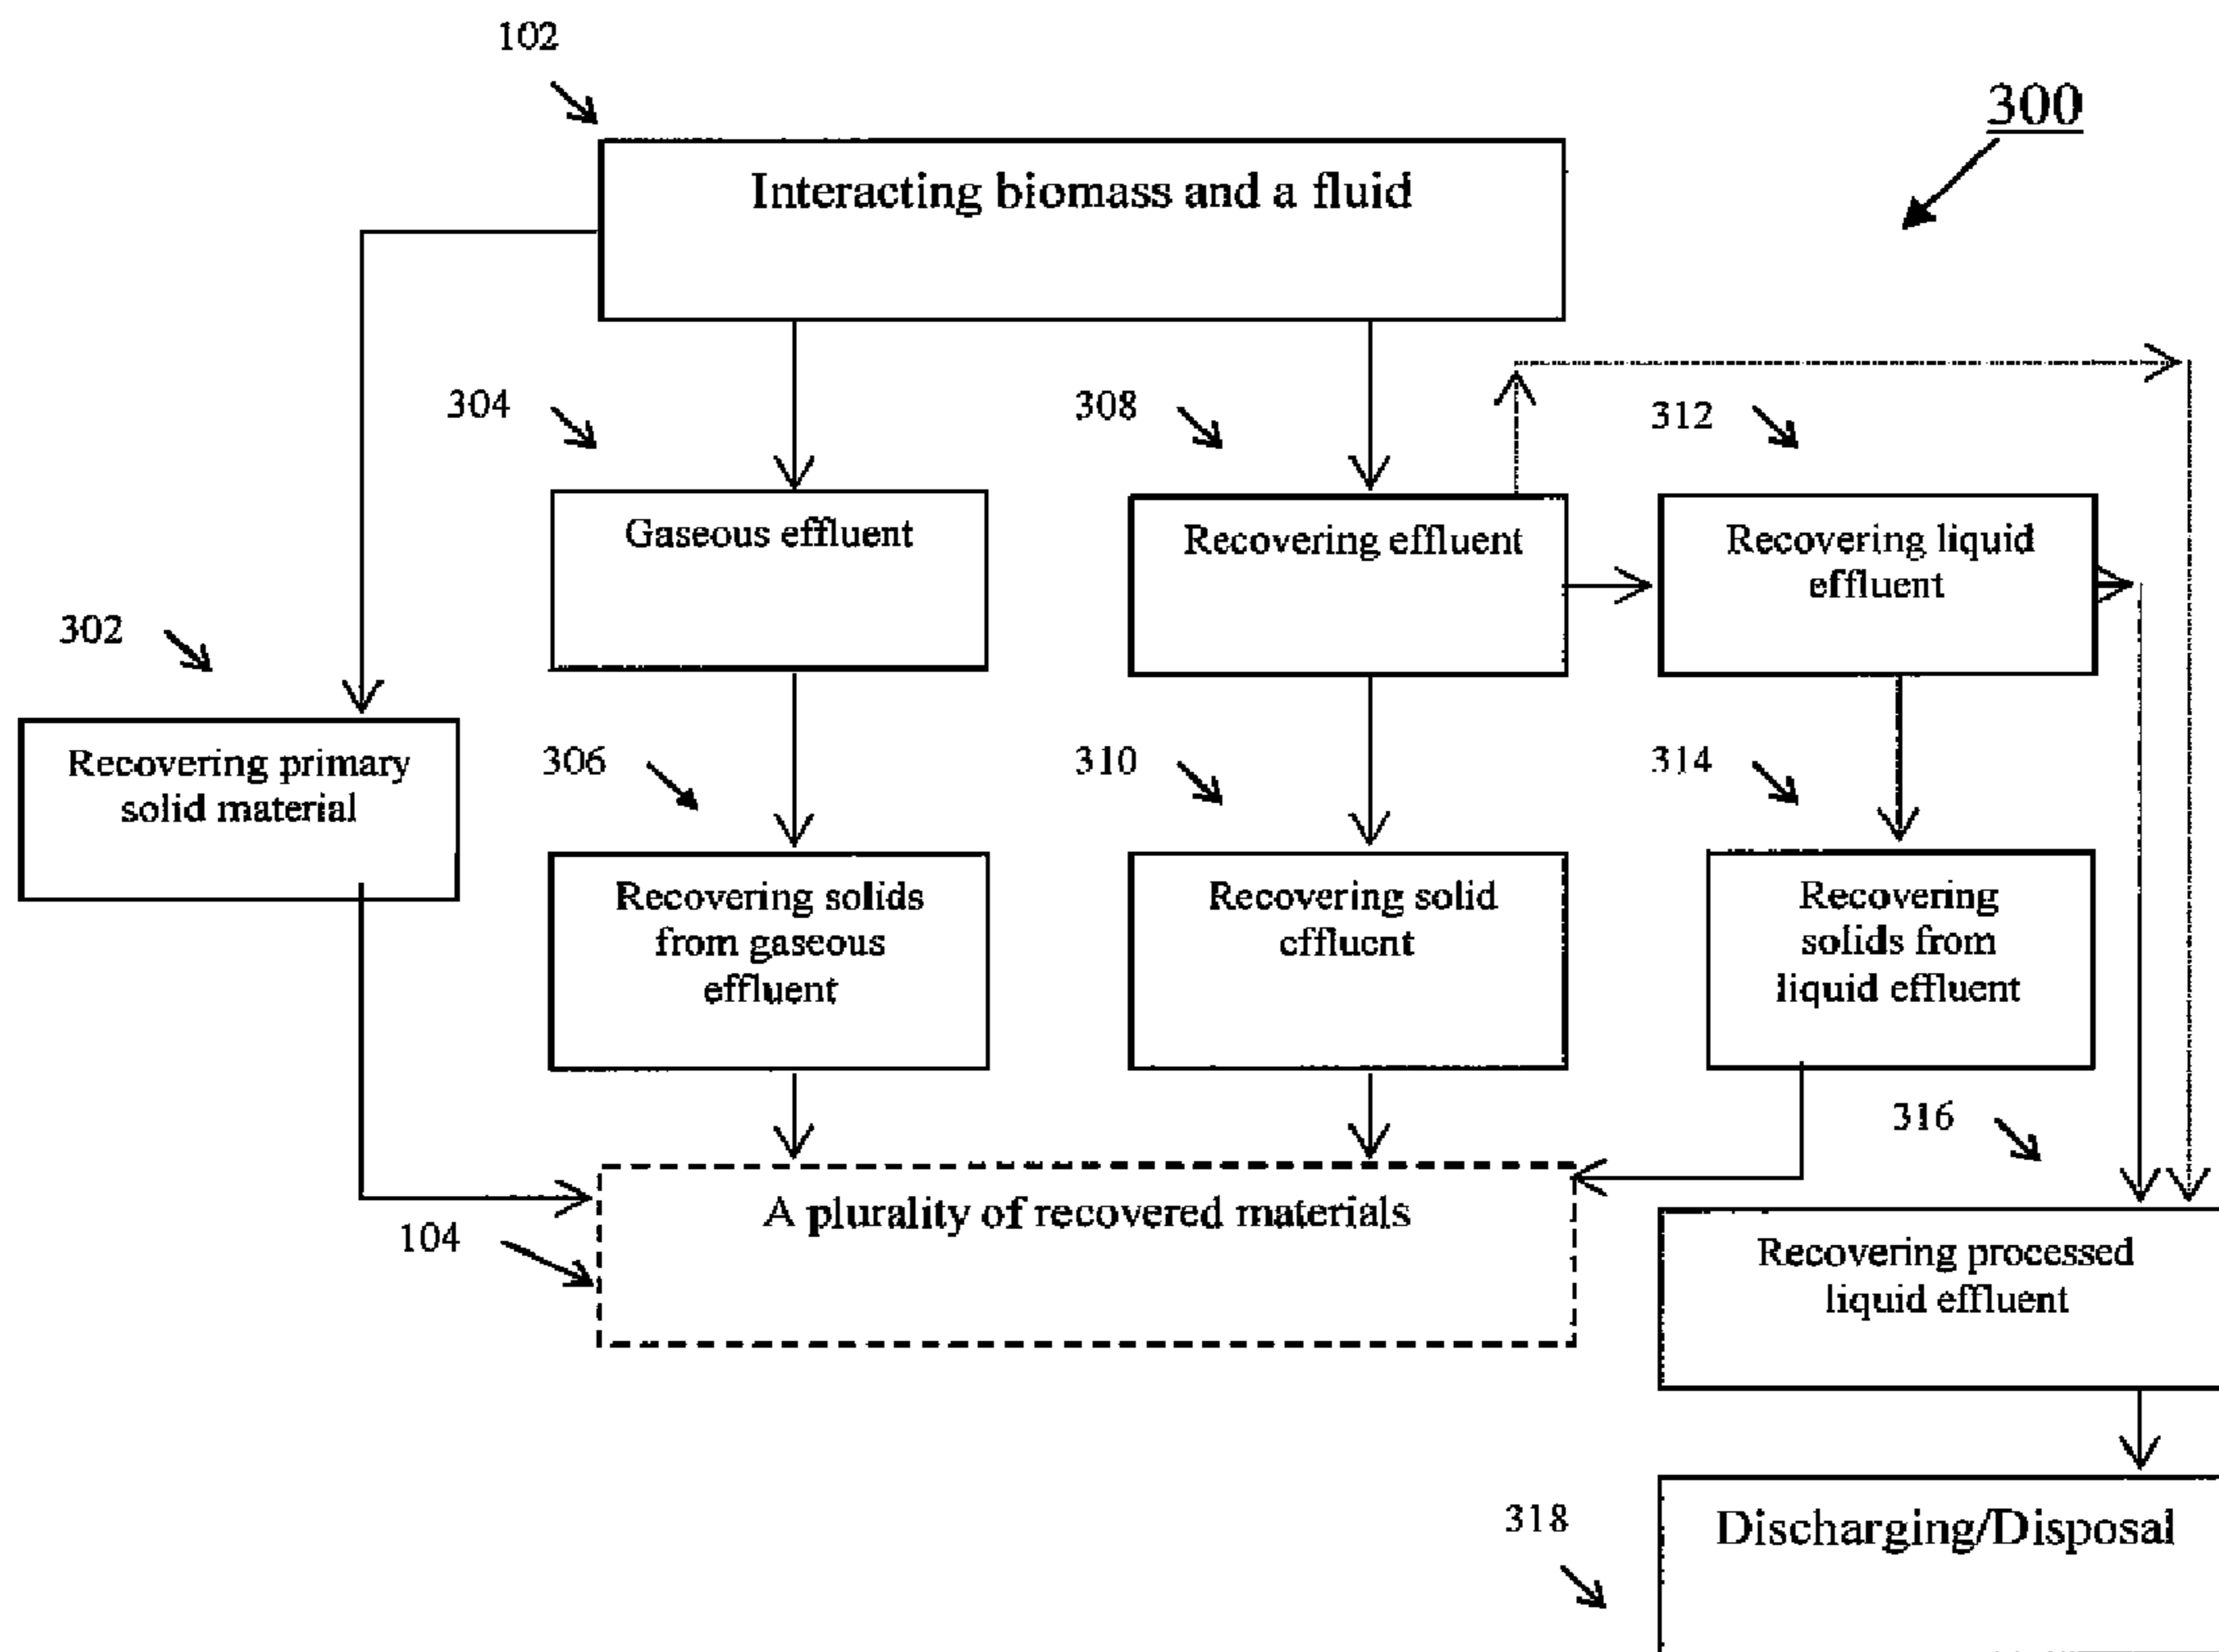 102
300
Interacting biomass and a fluid
304
308
312
Gaseous effluent
Recovering effluent
Recovering liquid
effluent
302
Recovering primary
solid material
306
310
314
Recovering solids
from gaseous
effluent
Recovering solid
effluent
Recovering
solids from
liquid effluent
316
104
A plurality of recovered materials
Recovering processed
liquid effluent
318
Discharging/Disposal